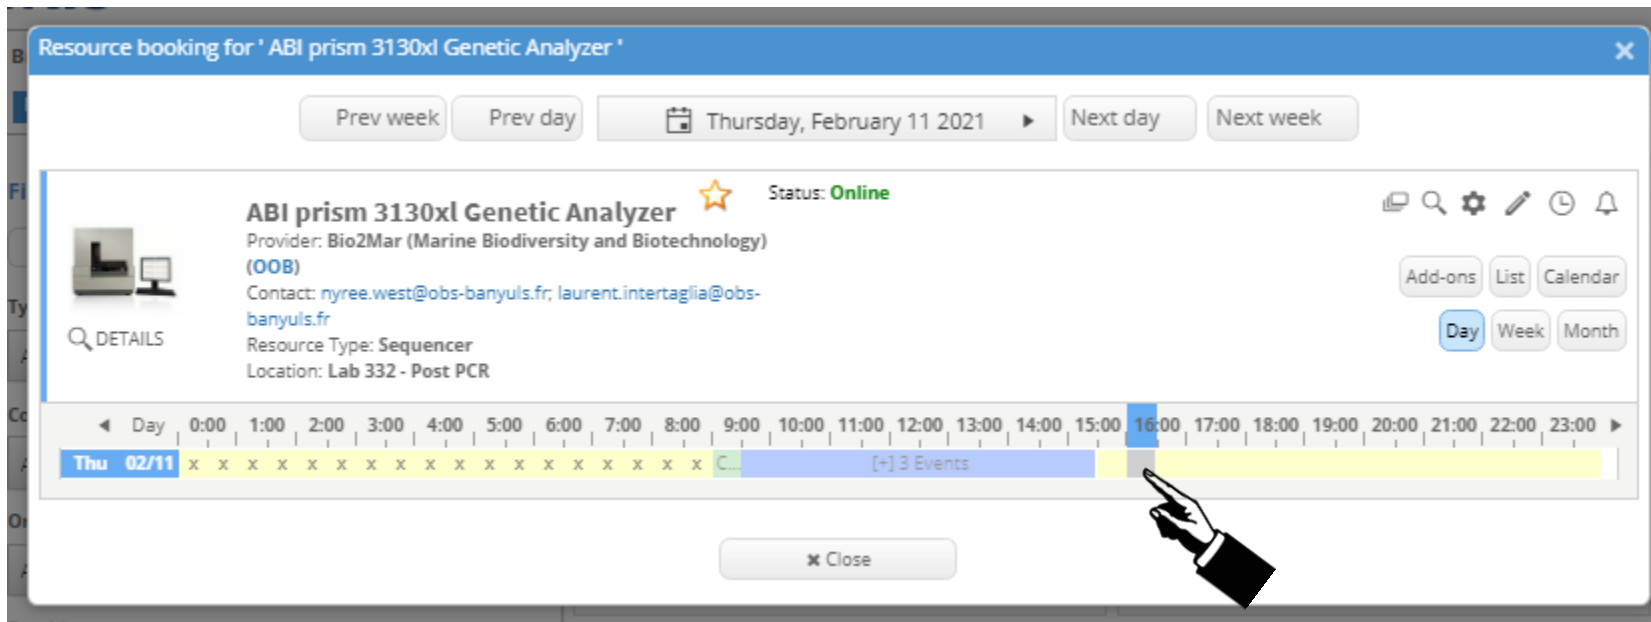 Resource booking for ' ABI prism 3130xl Genetic Analyzer '
Prev week Prev day Thursday, February 11 2021 Next day Next week
ABI prism 3130xl Genetic Analyzer Status: Online
Provider: Bio2Mar (Marine Biodiversity and Biotechnology)
(OOB)
Contact: nyree.west@obs-banyuls.fr; laurent.intertaglia@obs-
banyuls.fr
Resource Type: Sequencer
Location: Lab 332 - Post PCR
DETAILS
Add-ons List Calendar
Day Week Month
Day 0:00 1:00 2:00 3:00 4:00 5:00 6:00 7:00 8:00 9:00 10:00 11:00 12:00 13:00 14:00 15:00 16:00 17:00 18:00 19:00 20:00 21:00 22:00 23:00
Thu 02/11 x x x x x x x x x x x x x x x x x x C... [+] 3 Events
Close